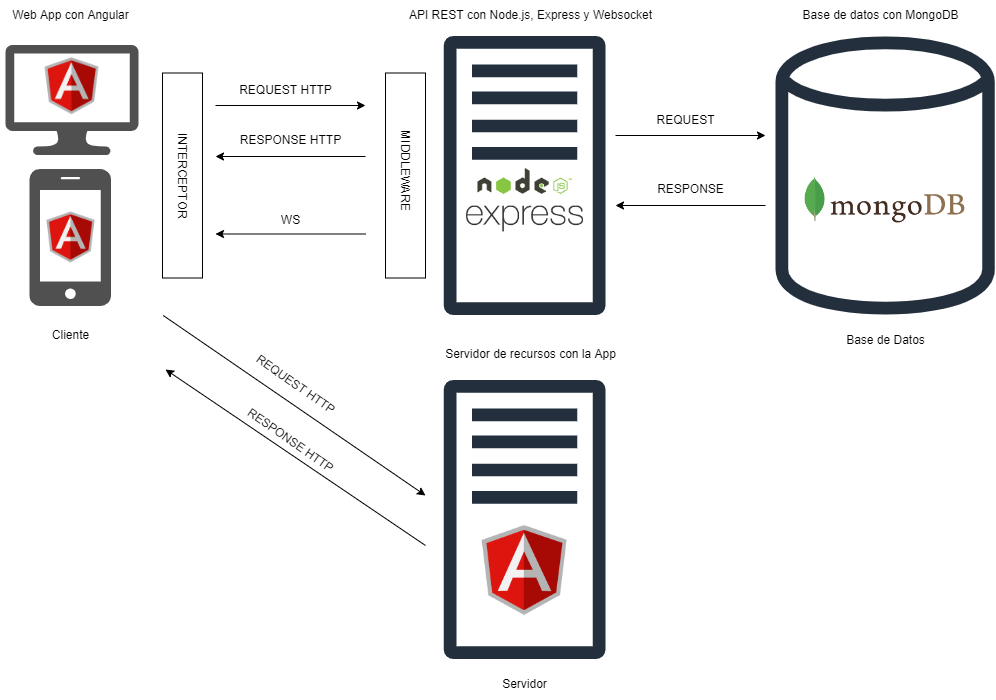 Web App con Angular
API REST con Node.js, Express y Websocket
Base de datos con MongoDB
REQUEST HTTP
RESPONSE HTTP
WS
INTERCEPTOR
MIDDLEWARE
node JS
express
REQUEST
RESPONSE
mongoDB
Cliente
Base de Datos
Servidor de recursos con la App
REQUEST HTTP
RESPONSE HTTP
Servidor